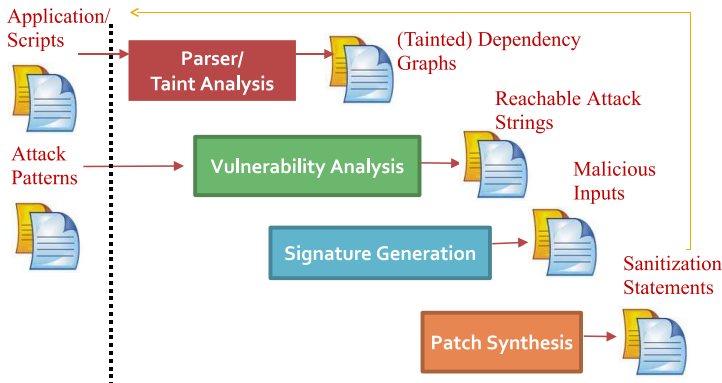 Application/
Scripts
Parser/
Taint Analysis
(Tainted) Dependency
Graphs
Reachable Attack
Strings
Attack
Patterns
Vulnerability Analysis
Malicious
Inputs
Signature Generation
Sanitization
Statements
Patch Synthesis